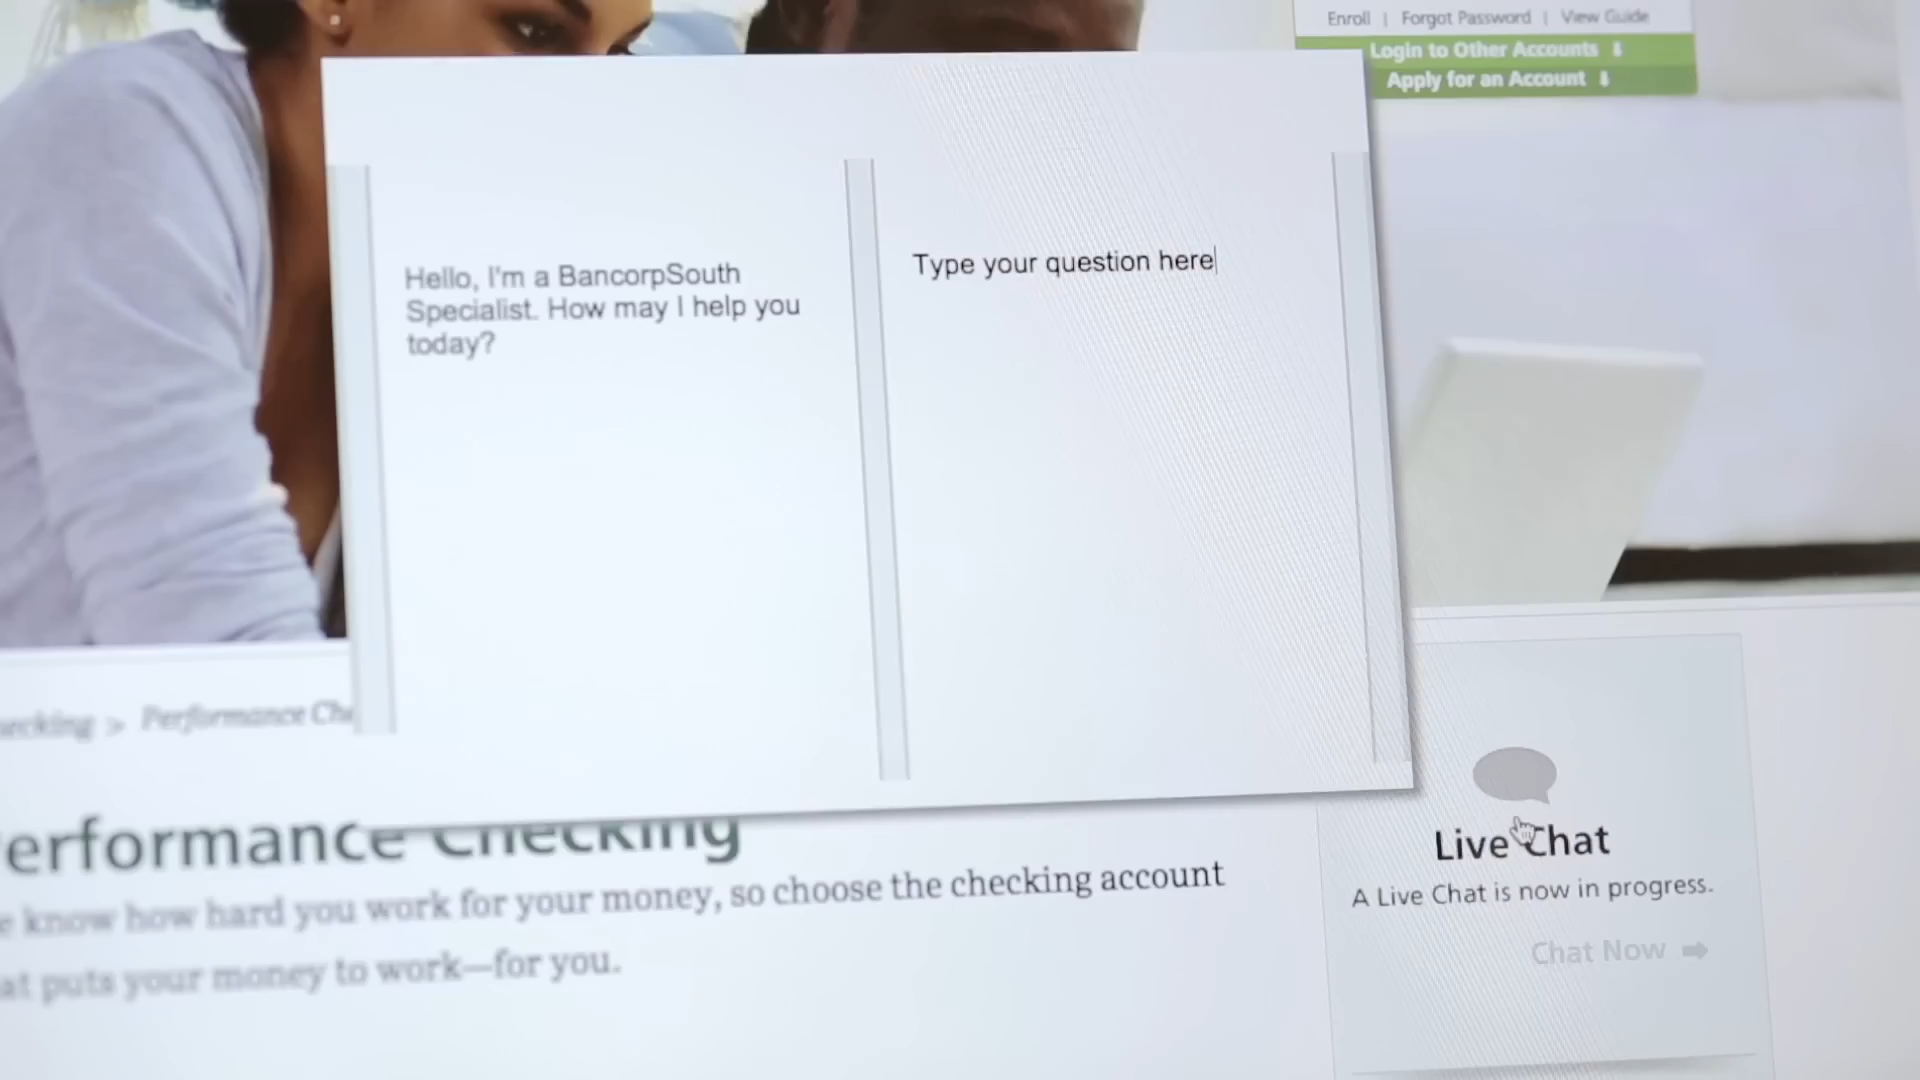 Enroll | Forgot Password | View Guide
Login to Other Accounts
Apply for an Account
Hello, I'm a BancorpSouth
Specialist. How may I help you
today?
Type your question here
Performance
erformance Checking
know how hard you work for your money, so choose the checking account
at puts your money to work—for you.
Live Chat
A Live Chat is now in progress.
Chat Now